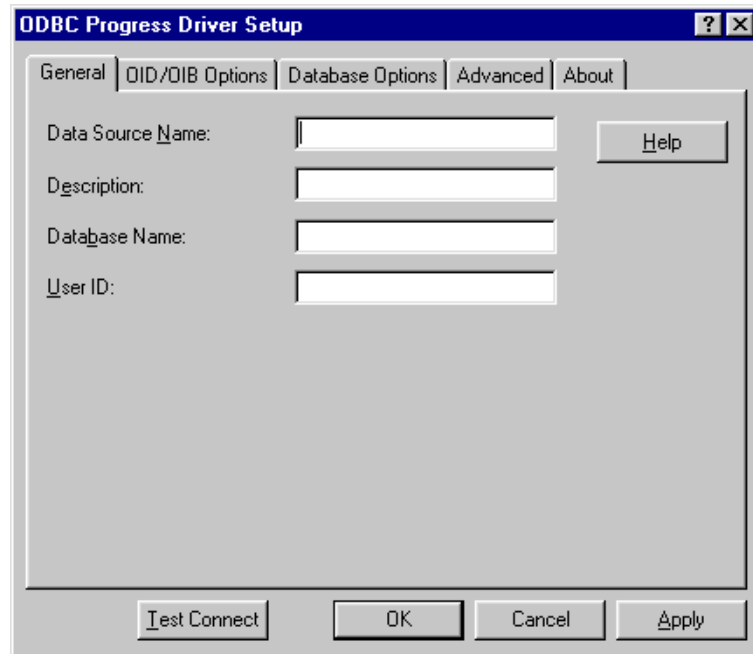 ODBC Progress Driver Setup
General OID/OIB Options Database Options Advanced About
Data Source Name:
Help
Description:
Database Name:
User ID:
Test Connect OK Cancel Apply